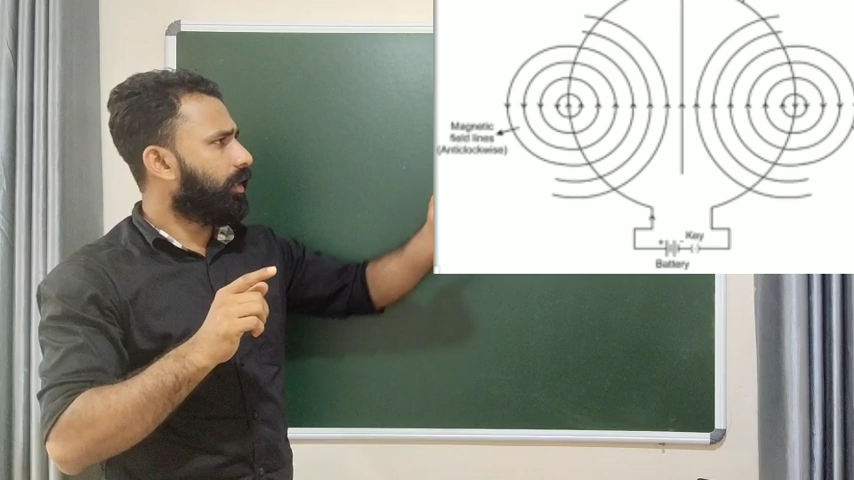 Magnetic
field lines
(Anticlockwise)
+ -
Key
Battery